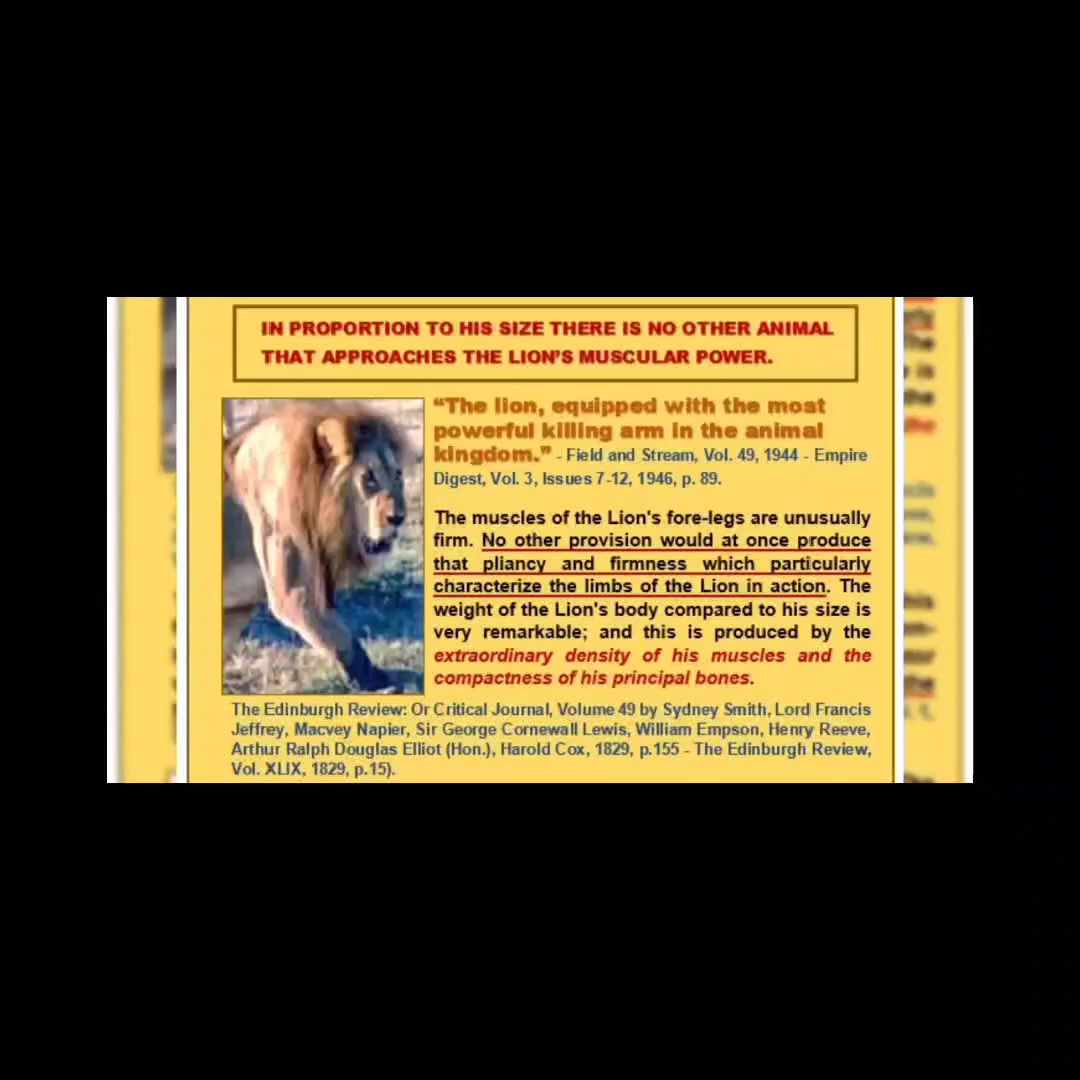 IN PROPORTION TO HIS SIZE THERE IS NO OTHER ANIMAL
THAT APPROACHES THE LION'S MUSCULAR POWER.
“The lion, equipped with the most
powerful killing arm in the animal
kingdom.” - Field and Stream, Vol. 49, 1944 - Empire
Digest, Vol. 3, Issues 7-12, 1946, p. 89.
The muscles of the Lion's fore-legs are unusually
firm. No other provision would at once produce
that pliancy and firmness which particularly
characterize the limbs of the Lion in action. The
weight of the Lion's body compared to his size is
very remarkable; and this is produced by the
extraordinary density of his muscles and the
compactness of his principal bones.
The Edinburgh Review: Or Critical Journal, Volume 49 by Sydney Smith, Lord Francis
Jeffrey, Macvey Napier, Sir George Cornewall Lewis, William Empson, Henry Reeve,
Arthur Ralph Douglas Elliot (Hon.), Harold Cox, 1829, p.155 - The Edinburgh Review,
Vol. XLIX, 1829, p.15).